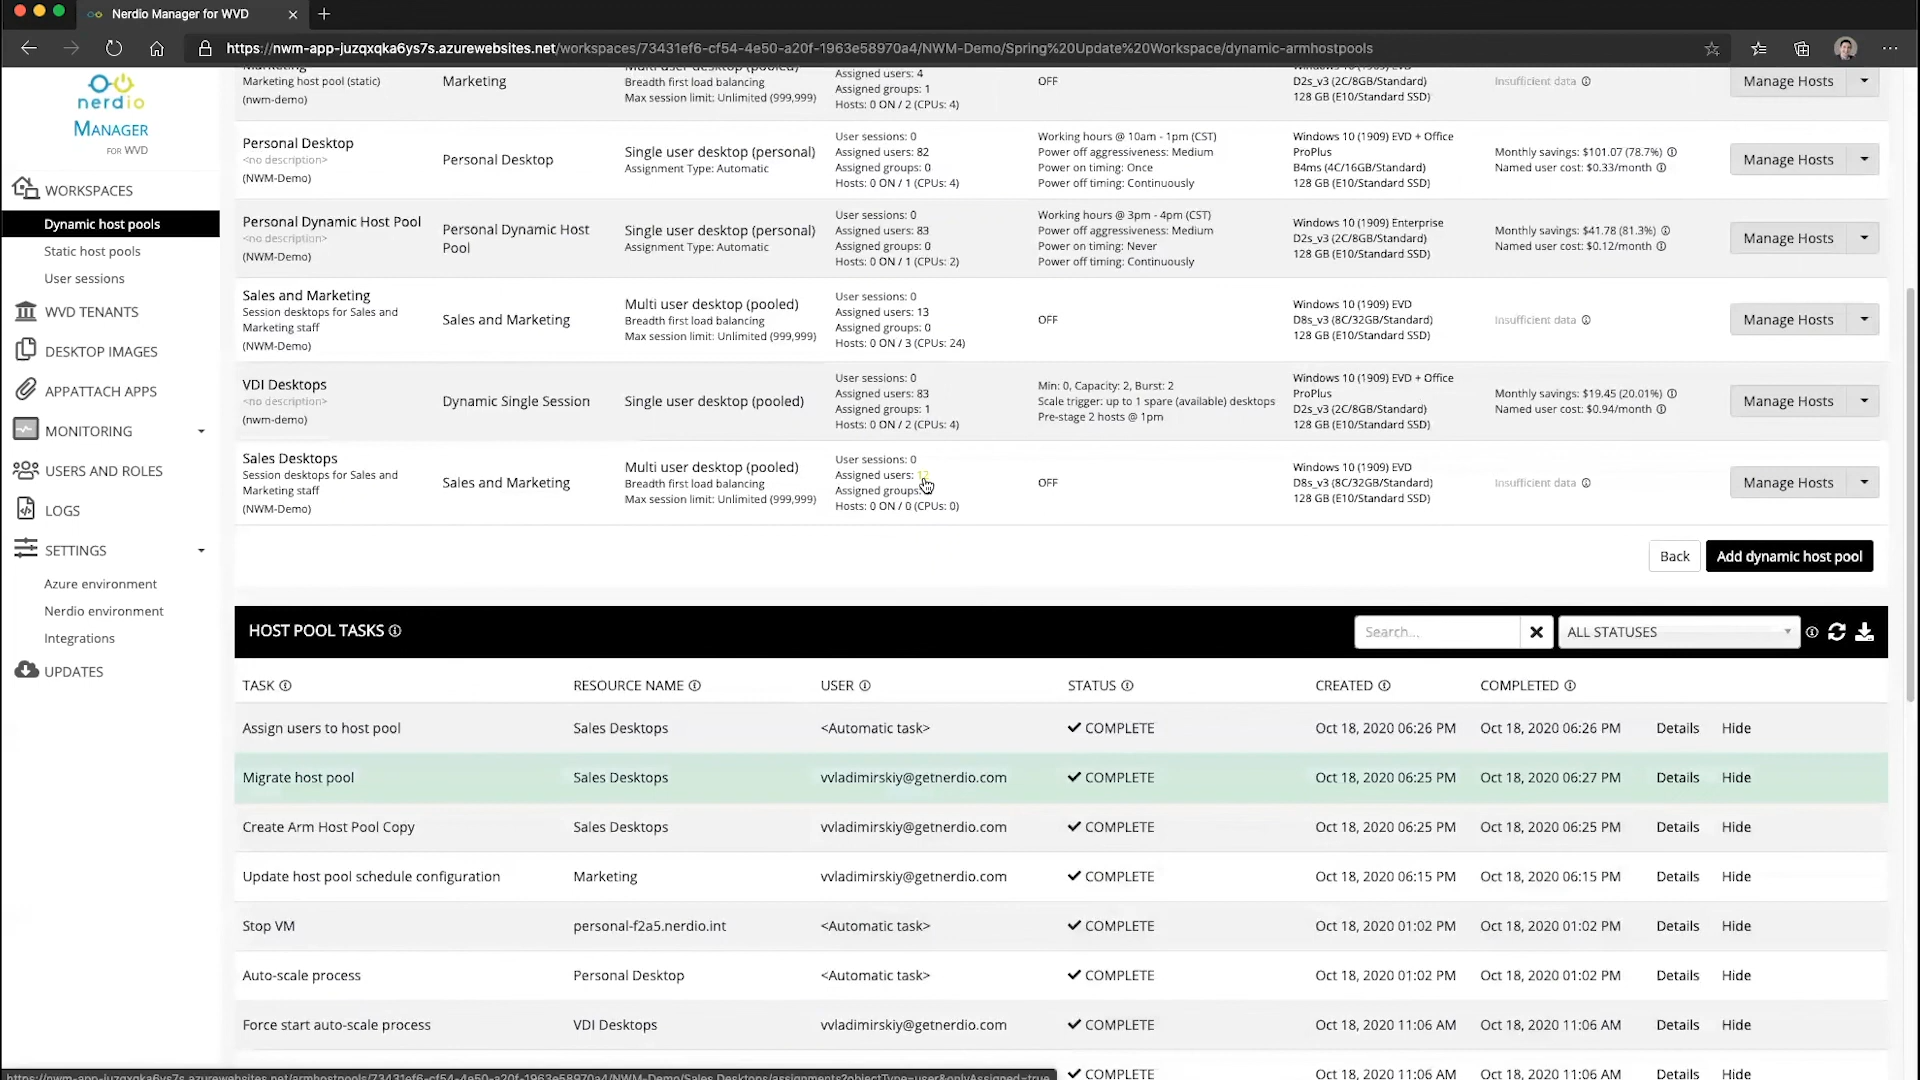 Nerdio Manager for WVD
https://nwm-app-juzqxqka6ys7s.azurewebsites.net/workspaces/73431ef6-cf54-4e50-a20f-1963e58970a4/NWM-Demo/Spring%20Update%20Workspace/dynamic-armhostpools
nerdio
MANAGER
FOR WVD
WORKSPACES
Dynamic host pools
Static host pools
User sessions
WVD TENANTS
DESKTOP IMAGES
APPATTACH APPS
MONITORING
USERS AND ROLES
LOGS
SETTINGS
Azure environment
Nerdio environment
Integrations
UPDATES
Marketing
Marketing host pool (static)
(nwm-demo)
Marketing
Multi user desktop (pooled)
Breadth first load balancing
Max session limit: Unlimited (999,999)
Assigned users: 4
Assigned groups: 1
Hosts: 0 ON / 2 (CPUs: 4)
OFF
Windows 10 (1909) EVD
D2s_v3 (2C/8GB/Standard)
128 GB (E10/Standard SSD)
Insufficient data
Manage Hosts
Personal Desktop
<no description>
(NWM-Demo)
Personal Desktop
Single user desktop (personal)
Assignment Type: Automatic
User sessions: 0
Assigned users: 82
Assigned groups: 0
Hosts: 0 ON / 1 (CPUs: 4)
Working hours @ 10am - 1pm (CST)
Power off aggressiveness: Medium
Power on timing: Once
Power off timing: Continuously
Windows 10 (1909) EVD + Office
ProPlus
B4ms (4C/16GB/Standard)
128 GB (E10/Standard SSD)
Monthly savings: $101.07 (78.7%)
Named user cost: $0.33/month
Manage Hosts
Personal Dynamic Host Pool
<no description>
(NWM-Demo)
Personal Dynamic Host
Pool
Single user desktop (personal)
Assignment Type: Automatic
User sessions: 0
Assigned users: 83
Assigned groups: 0
Hosts: 0 ON / 1 (CPUs: 2)
Working hours @ 3pm - 4pm (CST)
Power off aggressiveness: Medium
Power on timing: Never
Power off timing: Continuously
Windows 10 (1909) Enterprise
D2s_v3 (2C/8GB/Standard)
128 GB (E10/Standard SSD)
Monthly savings: $41.78 (81.3%)
Named user cost: $0.12/month
Manage Hosts
Sales and Marketing
Session desktops for Sales and
Marketing staff
(NWM-Demo)
Sales and Marketing
Multi user desktop (pooled)
Breadth first load balancing
Max session limit: Unlimited (999,999)
User sessions: 0
Assigned users: 13
Assigned groups: 0
Hosts: 0 ON / 3 (CPUs: 24)
OFF
Windows 10 (1909) EVD
D8s_v3 (8C/32GB/Standard)
128 GB (E10/Standard SSD)
Insufficient data
Manage Hosts
VDI Desktops
<no description>
(nwm-demo)
Dynamic Single Session
Single user desktop (pooled)
User sessions: 0
Assigned users: 83
Assigned groups: 1
Hosts: 0 ON / 2 (CPUs: 4)
Min: 0, Capacity: 2, Burst: 2
Scale trigger: up to 1 spare (available) desktops
Pre-stage 2 hosts @ 1pm
Windows 10 (1909) EVD + Office
ProPlus
D2s_v3 (2C/8GB/Standard)
128 GB (E10/Standard SSD)
Monthly savings: $19.45 (20.01%)
Named user cost: $0.94/month
Manage Hosts
Sales Desktops
Session desktops for Sales and
Marketing staff
(NWM-Demo)
Sales and Marketing
Multi user desktop (pooled)
Breadth first load balancing
Max session limit: Unlimited (999,999)
User sessions: 0
Assigned users:
Assigned groups:
Hosts: 0 ON / 0 (CPUs: 0)
OFF
Windows 10 (1909) EVD
D8s_v3 (8C/32GB/Standard)
128 GB (E10/Standard SSD)
Insufficient data
Manage Hosts
Back
Add dynamic host pool
HOST POOL TASKS
Search...
ALL STATUSES
TASK RESOURCE NAME USER STATUS CREATED COMPLETED
Assign users to host pool Sales Desktops <Automatic task> COMPLETE Oct 18, 2020 06:26 PM Oct 18, 2020 06:26 PM Details Hide
Migrate host pool Sales Desktops vvladimirskiy@getnerdio.com COMPLETE Oct 18, 2020 06:25 PM Oct 18, 2020 06:27 PM Details Hide
Create Arm Host Pool Copy Sales Desktops vvladimirskiy@getnerdio.com COMPLETE Oct 18, 2020 06:25 PM Oct 18, 2020 06:25 PM Details Hide
Update host pool schedule configuration Marketing vvladimirskiy@getnerdio.com COMPLETE Oct 18, 2020 06:15 PM Oct 18, 2020 06:15 PM Details Hide
Stop VM personal-f2a5.nerdio.int <Automatic task> COMPLETE Oct 18, 2020 01:02 PM Oct 18, 2020 01:02 PM Details Hide
Auto-scale process Personal Desktop <Automatic task> COMPLETE Oct 18, 2020 01:02 PM Oct 18, 2020 01:02 PM Details Hide
Force start auto-scale process VDI Desktops vvladimirskiy@getnerdio.com COMPLETE Oct 18, 2020 11:06 AM Oct 18, 2020 11:06 AM Details Hide
COMPLETE Oct 18, 2020 11:06 AM Oct 18, 2020 11:06 AM Details Hide
https://nwm-app-juzqxqka6ys7s.azurewebsites.net/armhostpools/73431ef6-cf54-4e50-a20f-1963e58970a4/NWM-Demo/Sales Desktops/assignments?objectType=user&onlyAssigned=true